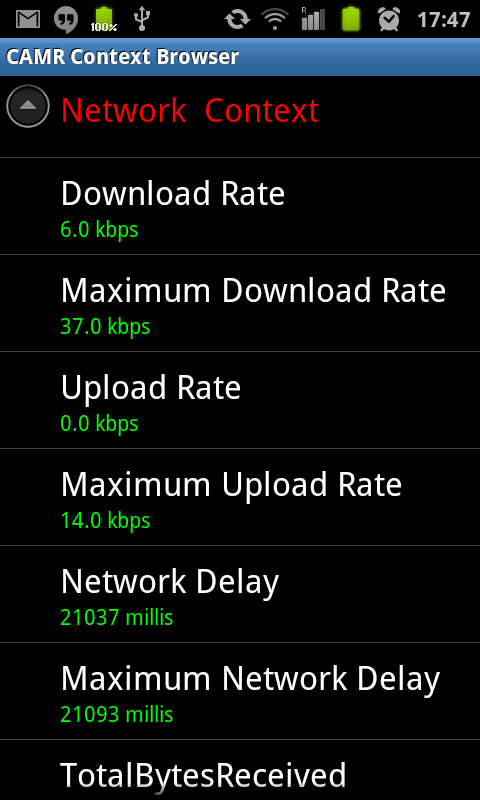 100%
R
17:47
CAMR Context Browser
Network Context
Download Rate
6.0 kbps
Maximum Download Rate
37.0 kbps
Upload Rate
0.0 kbps
Maximum Upload Rate
14.0 kbps
Network Delay
21037 millis
Maximum Network Delay
21093 millis
TotalBytesReceived